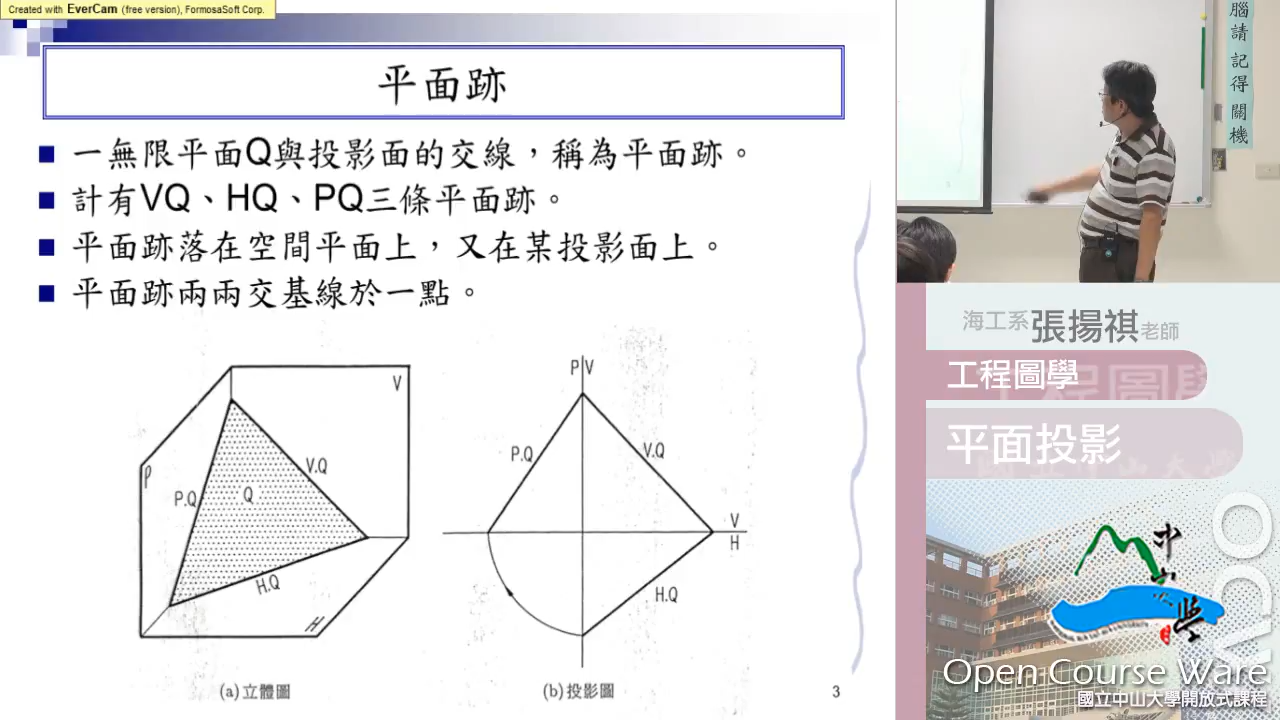 Created with EverCam (free version), FormosaSoft Corp.
平面跡
一無限平面Q與投影面的交線，稱為平面跡。
計有VQ、HQ、PQ三條平面跡。
平面跡落在空間平面上，又在某投影面上。
平面跡兩兩交基線於一點。
V
P
V.Q
P.Q
Q
H.Q
H
(a)立體圖
P V
P.Q
V.Q
V
H
H.Q
(b)投影圖
3
腦請記得關機
海工系張揚祺老師
工程圖學
平面投影
中山大學
Open Course Ware
國立中山大學開放式課程